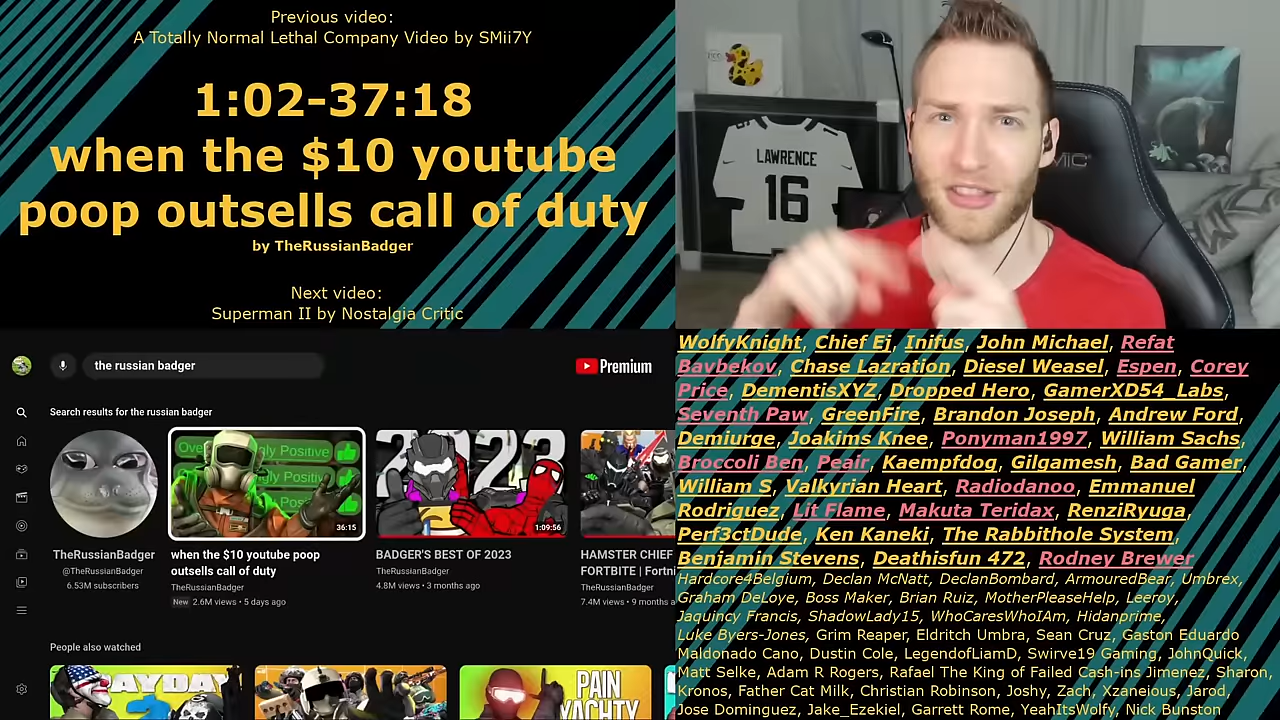 Previous video:
A Totally Normal Lethal Company Video by SMii7Y
1:02-37:18
when the $10 youtube
poop outsells call of duty
by TheRussianBadger
Next video:
Superman II by Nostalgia Critic
LAWRENCE
16
the russian badger
Premium
Search results for the russian badger
36:15
1:09:56
TheRussianBadger
@TheRussianBadger
6.53M subscribers
when the $10 youtube poop
outsells call of duty
TheRussianBadger
New 2.6M views • 5 days ago
BADGER'S BEST OF 2023
TheRussianBadger
4.8M views • 3 months ago
HAMSTER CHIEF
FORTBITE | Fortn
TheRussianBadger
7.4M views • 9 months a
People also watched
PAIN
YACHTY
WolfyKnight, Chief Ej, Inifus, John Michael, Refat
Bavbekov, Chase Lazration, Diesel Weasel, Espen, Corey
Price, DementisXYZ, Dropped Hero, GamerXD54_Labs,
Seventh Paw, GreenFire, Brandon Joseph, Andrew Ford,
Demiurge, Joakims Knee, Ponyman1997, William Sachs,
Broccoli Ben, Peair, Kaempfdog, Gilgamesh, Bad Gamer,
William S, Valkyrian Heart, Radiodanoo, Emmanuel
Rodriguez, Lit Flame, Makuta Teridax, RenziRyuga,
Perf3ctDude, Ken Kaneki, The Rabbithole System,
Benjamin Stevens, Deathisfun 472, Rodney Brewer
Hardcore4Belgium, Declan McNatt, DeclanBombard, ArmouredBear, Umbrex,
Graham DeLoye, Boss Maker, Brian Ruiz, MotherPleaseHelp, Leeroy,
Jaquincy Francis, ShadowLady15, WhoCaresWhoIAm, Hidanprime,
Luke Byers-Jones, Grim Reaper, Eldritch Umbra, Sean Cruz, Gaston Eduardo
Maldonado Cano, Dustin Cole, LegendofLiamD, Swirve19 Gaming, JohnQuick,
Matt Selke, Adam R Rogers, Rafael The King of Failed Cash-ins Jimenez, Sharon,
Kronos, Father Cat Milk, Christian Robinson, Joshy, Zach, Xzaneious, Jarod,
Jose Dominguez, Jake_Ezekiel, Garrett Rome, YeahItsWolfy, Nick Bunston